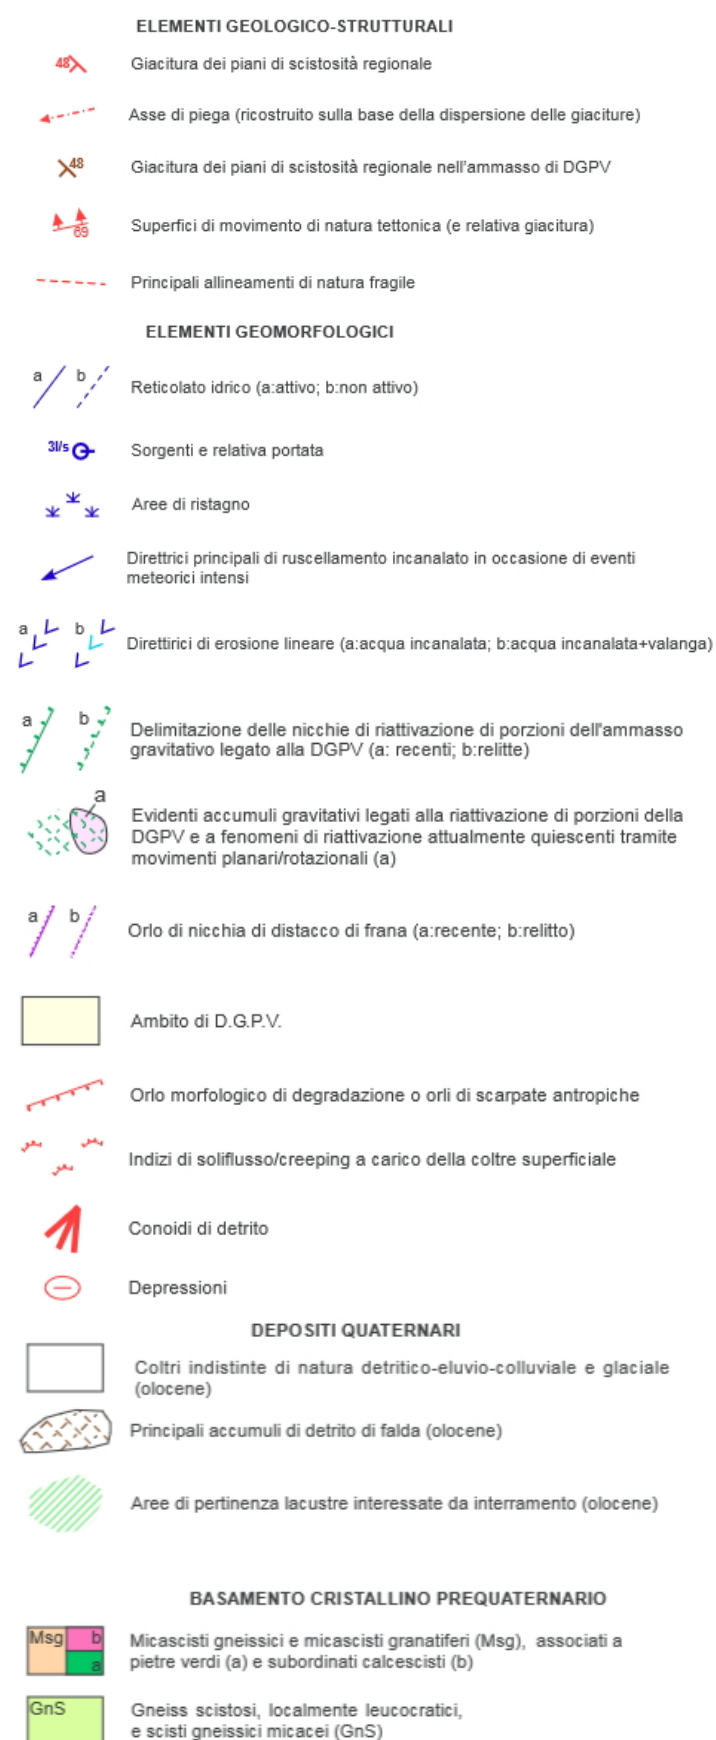 ELEMENTI GEOLOGICO-STRUTTURALI
48
Giacitura dei piani di scistosità regionale
Asse di piega (ricostruito sulla base della dispersione delle giaciture)
48
Giacitura dei piani di scistosità regionale nell'ammasso di DGPV
69
Superfici di movimento di natura tettonica (e relativa giacitura)
Principali allineamenti di natura fragile
ELEMENTI GEOMORFOLOGICI
a b
Reticolato idrico (a:attivo; b:non attivo)
3l/s
Sorgenti e relativa portata
Aree di ristagno
Direttrici principali di ruscellamento incanalato in occasione di eventi
meteorici intensi
a b
Direttirici di erosione lineare (a:acqua incanalata; b:acqua incanalata+valanga)
a b
Delimitazione delle nicchie di riattivazione di porzioni dell'ammasso
gravitativo legato alla DGPV (a: recenti; b:relitte)
a
Evidenti accumuli gravitativi legati alla riattivazione di porzioni della
DGPV e a fenomeni di riattivazione attualmente quiescenti tramite
movimenti planari/rotazionali (a)
a b
Orlo di nicchia di distacco di frana (a:recente; b:relitto)
Ambito di D.G.P.V.
Orlo morfologico di degradazione o orli di scarpate antropiche
Indizi di soliflusso/creeping a carico della coltre superficiale
Conoidi di detrito
Depressioni
DEPOSITI QUATERNARI
Coltri indistinte di natura detritico-eluvio-colluviale e glaciale
(olocene)
Principali accumuli di detrito di falda (olocene)
Aree di pertinenza lacustre interessate da interramento (olocene)
BASAMENTO CRISTALLINO PREQUATERNARIO
Msg b
a
Micascisti gneissici e micascisti granatiferi (Msg), associati a
pietre verdi (a) e subordinati calcescisti (b)
GnS
Gneiss scistosi, localmente leucocratici,
e scisti gneissici micacei (GnS)